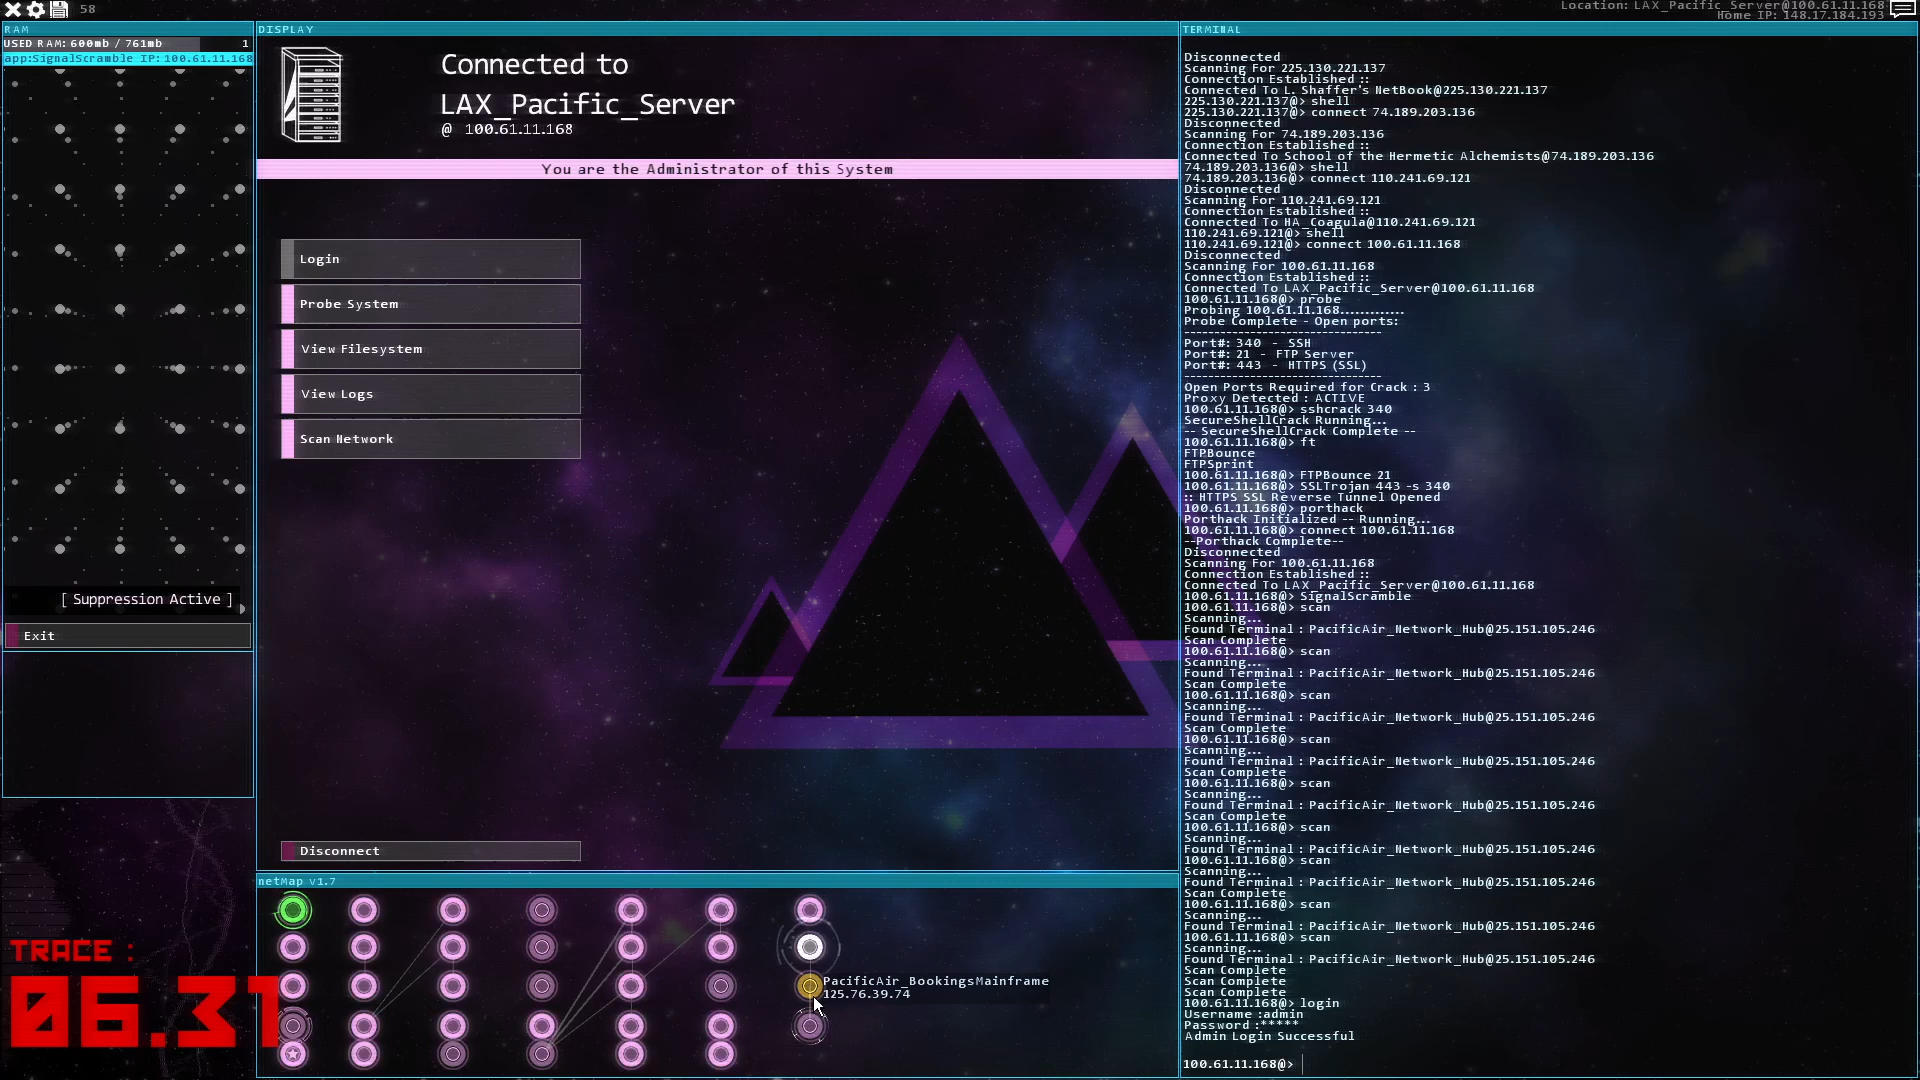 58
Location: LAX_Pacific_Server@100.61.11.168
Home IP: 148.17.184.193
RAM
USED RAM: 600mb / 761mb 1
app:SignalScramble IP: 100.61.11.168
[ Suppression Active ]
Exit
TRACE :
06.31
DISPLAY
Connected to
LAX_Pacific_Server
@ 100.61.11.168
You are the Administrator of this System
Login
Probe System
View Filesystem
View Logs
Scan Network
Disconnect
netMap v1.7
PacificAir_BookingsMainframe
125.76.39.74
TERMINAL
Disconnected
Scanning For 225.130.221.137
Connection Established ::
Connected To L. Shaffer's NetBook@225.130.221.137
225.130.221.137@> shell
225.130.221.137@> connect 74.189.203.136
Disconnected
Scanning For 74.189.203.136
Connection Established ::
Connected To School of the Hermetic Alchemists@74.189.203.136
74.189.203.136@> shell
74.189.203.136@> connect 110.241.69.121
Disconnected
Scanning For 110.241.69.121
Connection Established ::
Connected To HA_Coagula@110.241.69.121
110.241.69.121@> shell
110.241.69.121@> connect 100.61.11.168
Disconnected
Scanning For 100.61.11.168
Connection Established ::
Connected To LAX_Pacific_Server@100.61.11.168
100.61.11.168@> probe
Probing 100.61.11.168.............
Probe Complete - Open ports:
---------------------------------
Port#: 340 - SSH
Port#: 21 - FTP Server
Port#: 443 - HTTPS (SSL)
---------------------------------
Open Ports Required for Crack : 3
Proxy Detected : ACTIVE
100.61.11.168@> sshcrack 340
SecureShellCrack Running...
-- SecureShellCrack Complete --
100.61.11.168@> ft
FTPBounce
FTPSprint
100.61.11.168@> FTPBounce 21
100.61.11.168@> SSLTrojan 443 -s 340
:: HTTPS SSL Reverse Tunnel Opened
100.61.11.168@> porthack
Porthack Initialized -- Running...
100.61.11.168@> connect 100.61.11.168
--Porthack Complete--
Disconnected
Scanning For 100.61.11.168
Connection Established ::
Connected To LAX_Pacific_Server@100.61.11.168
100.61.11.168@> SignalScramble
100.61.11.168@> scan
Scanning...
Found Terminal : PacificAir_Network_Hub@25.151.105.246
Scan Complete
100.61.11.168@> scan
Scanning...
Found Terminal : PacificAir_Network_Hub@25.151.105.246
Scan Complete
100.61.11.168@> scan
Scanning...
Found Terminal : PacificAir_Network_Hub@25.151.105.246
Scan Complete
100.61.11.168@> scan
Scanning...
Found Terminal : PacificAir_Network_Hub@25.151.105.246
Scan Complete
100.61.11.168@> scan
Scanning...
Found Terminal : PacificAir_Network_Hub@25.151.105.246
Scan Complete
100.61.11.168@> scan
Scanning...
Found Terminal : PacificAir_Network_Hub@25.151.105.246
100.61.11.168@> scan
Scanning...
Found Terminal : PacificAir_Network_Hub@25.151.105.246
Scan Complete
100.61.11.168@> scan
Scanning...
Found Terminal : PacificAir_Network_Hub@25.151.105.246
100.61.11.168@> scan
Scanning...
Found Terminal : PacificAir_Network_Hub@25.151.105.246
Scan Complete
Scan Complete
Scan Complete
100.61.11.168@> login
Username :admin
Password :*****
Admin Login Successful
100.61.11.168@>